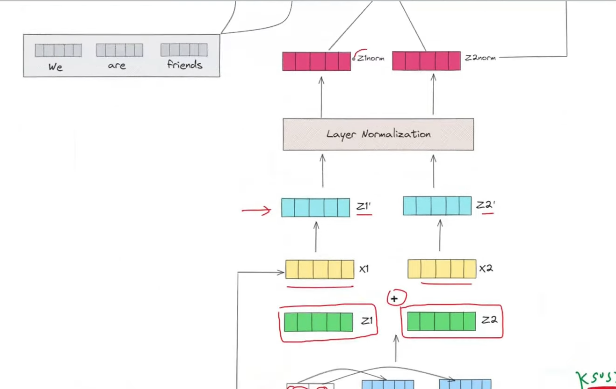 z1norm
z2norm
We are friends
Layer Normalization
z1'
z2'
x1
x2
+
z1
z2